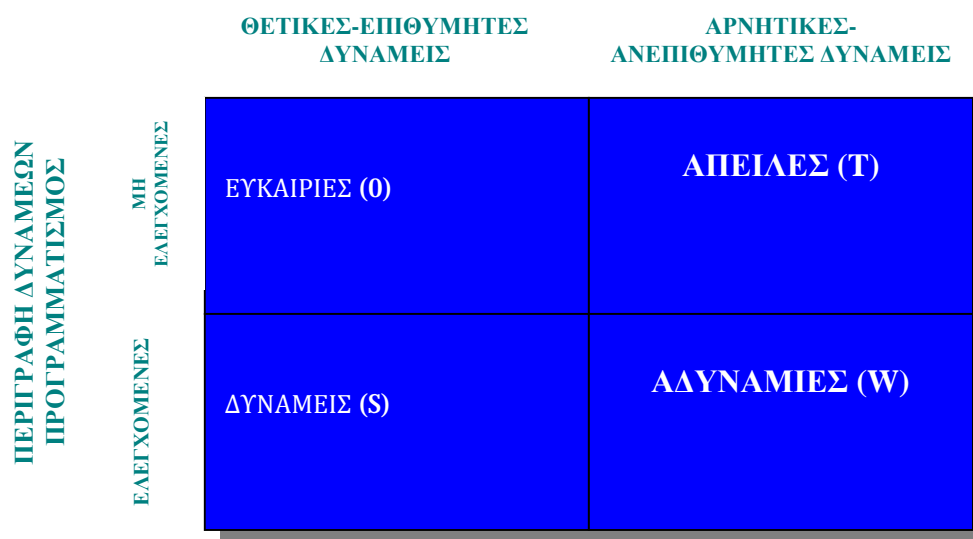 ΘΕΤΙΚΕΣ-ΕΠΙΘΥΜΗΤΕΣ
ΔΥΝΑΜΕΙΣ
ΑΡΝΗΤΙΚΕΣ-
ΑΝΕΠΙΘΥΜΗΤΕΣ ΔΥΝΑΜΕΙΣ
ΠΕΡΙΓΡΑΦΗ ΔΥΝΑΜΕΩΝ
ΠΡΟΓΡΑΜΜΑΤΙΣΜΟΣ
ΜΗ
ΕΛΕΓΧΟΜΕΝΕΣ
ΕΥΚΑΙΡΙΕΣ (0)
ΑΠΕΙΛΕΣ (Τ)
ΕΛΕΓΧΟΜΕΝΕΣ
ΔΥΝΑΜΕΙΣ (S)
ΑΔΥΝΑΜΙΕΣ (W)